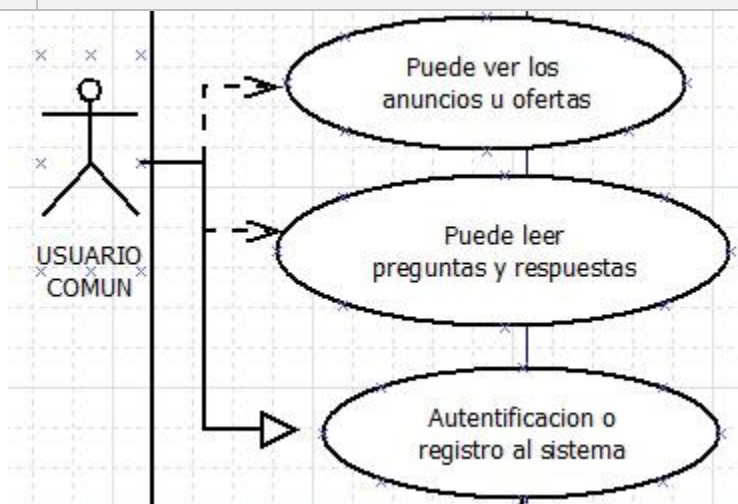 Puede ver los
anuncios u ofertas
USUARIO
COMUN
Puede leer
preguntas y respuestas
Autentificacion o
registro al sistema